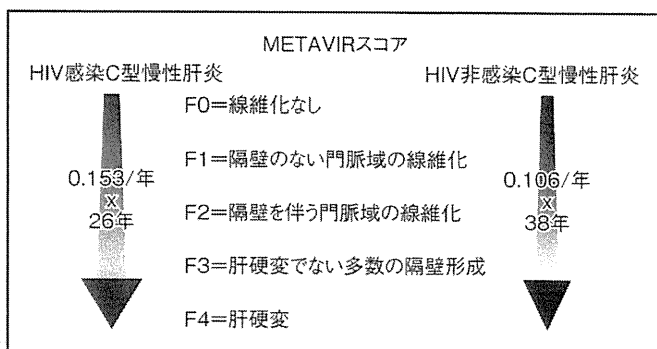 METAVIRスコア
HIV感染C型慢性肝炎
HIV非感染C型慢性肝炎
F0=線維化なし
F1=隔壁のない門脈域の線維化
F2=隔壁を伴う門脈域の線維化
F3=肝硬変でない多数の隔壁形成
F4=肝硬変
0.153/年
x
26年
0.106/年
x
38年